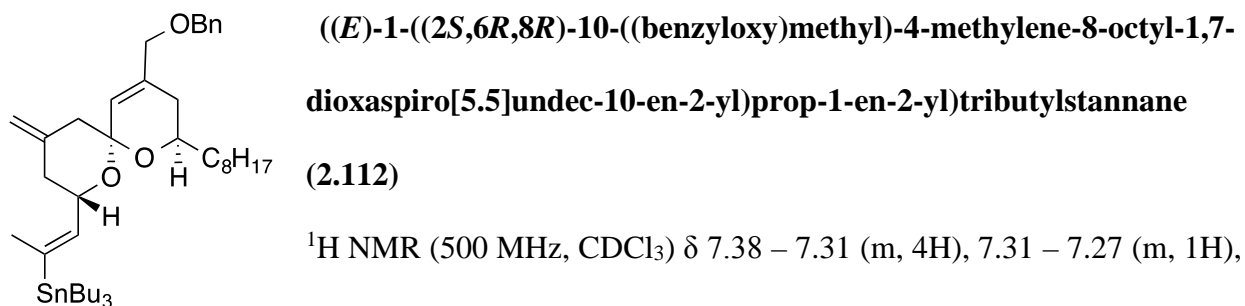 OBn
((E)-1-((2S,6R,8R)-10-((benzyloxy)methyl)-4-methylene-8-octyl-1,7-
dioxaspiro[5.5]undec-10-en-2-yl)prop-1-en-2-yl)tributylstannane
(2.112)
O
C₈H₁₇
H
O
H
SnBu₃
¹H NMR (500 MHz, CDCl₃) δ 7.38 – 7.31 (m, 4H), 7.31 – 7.27 (m, 1H),